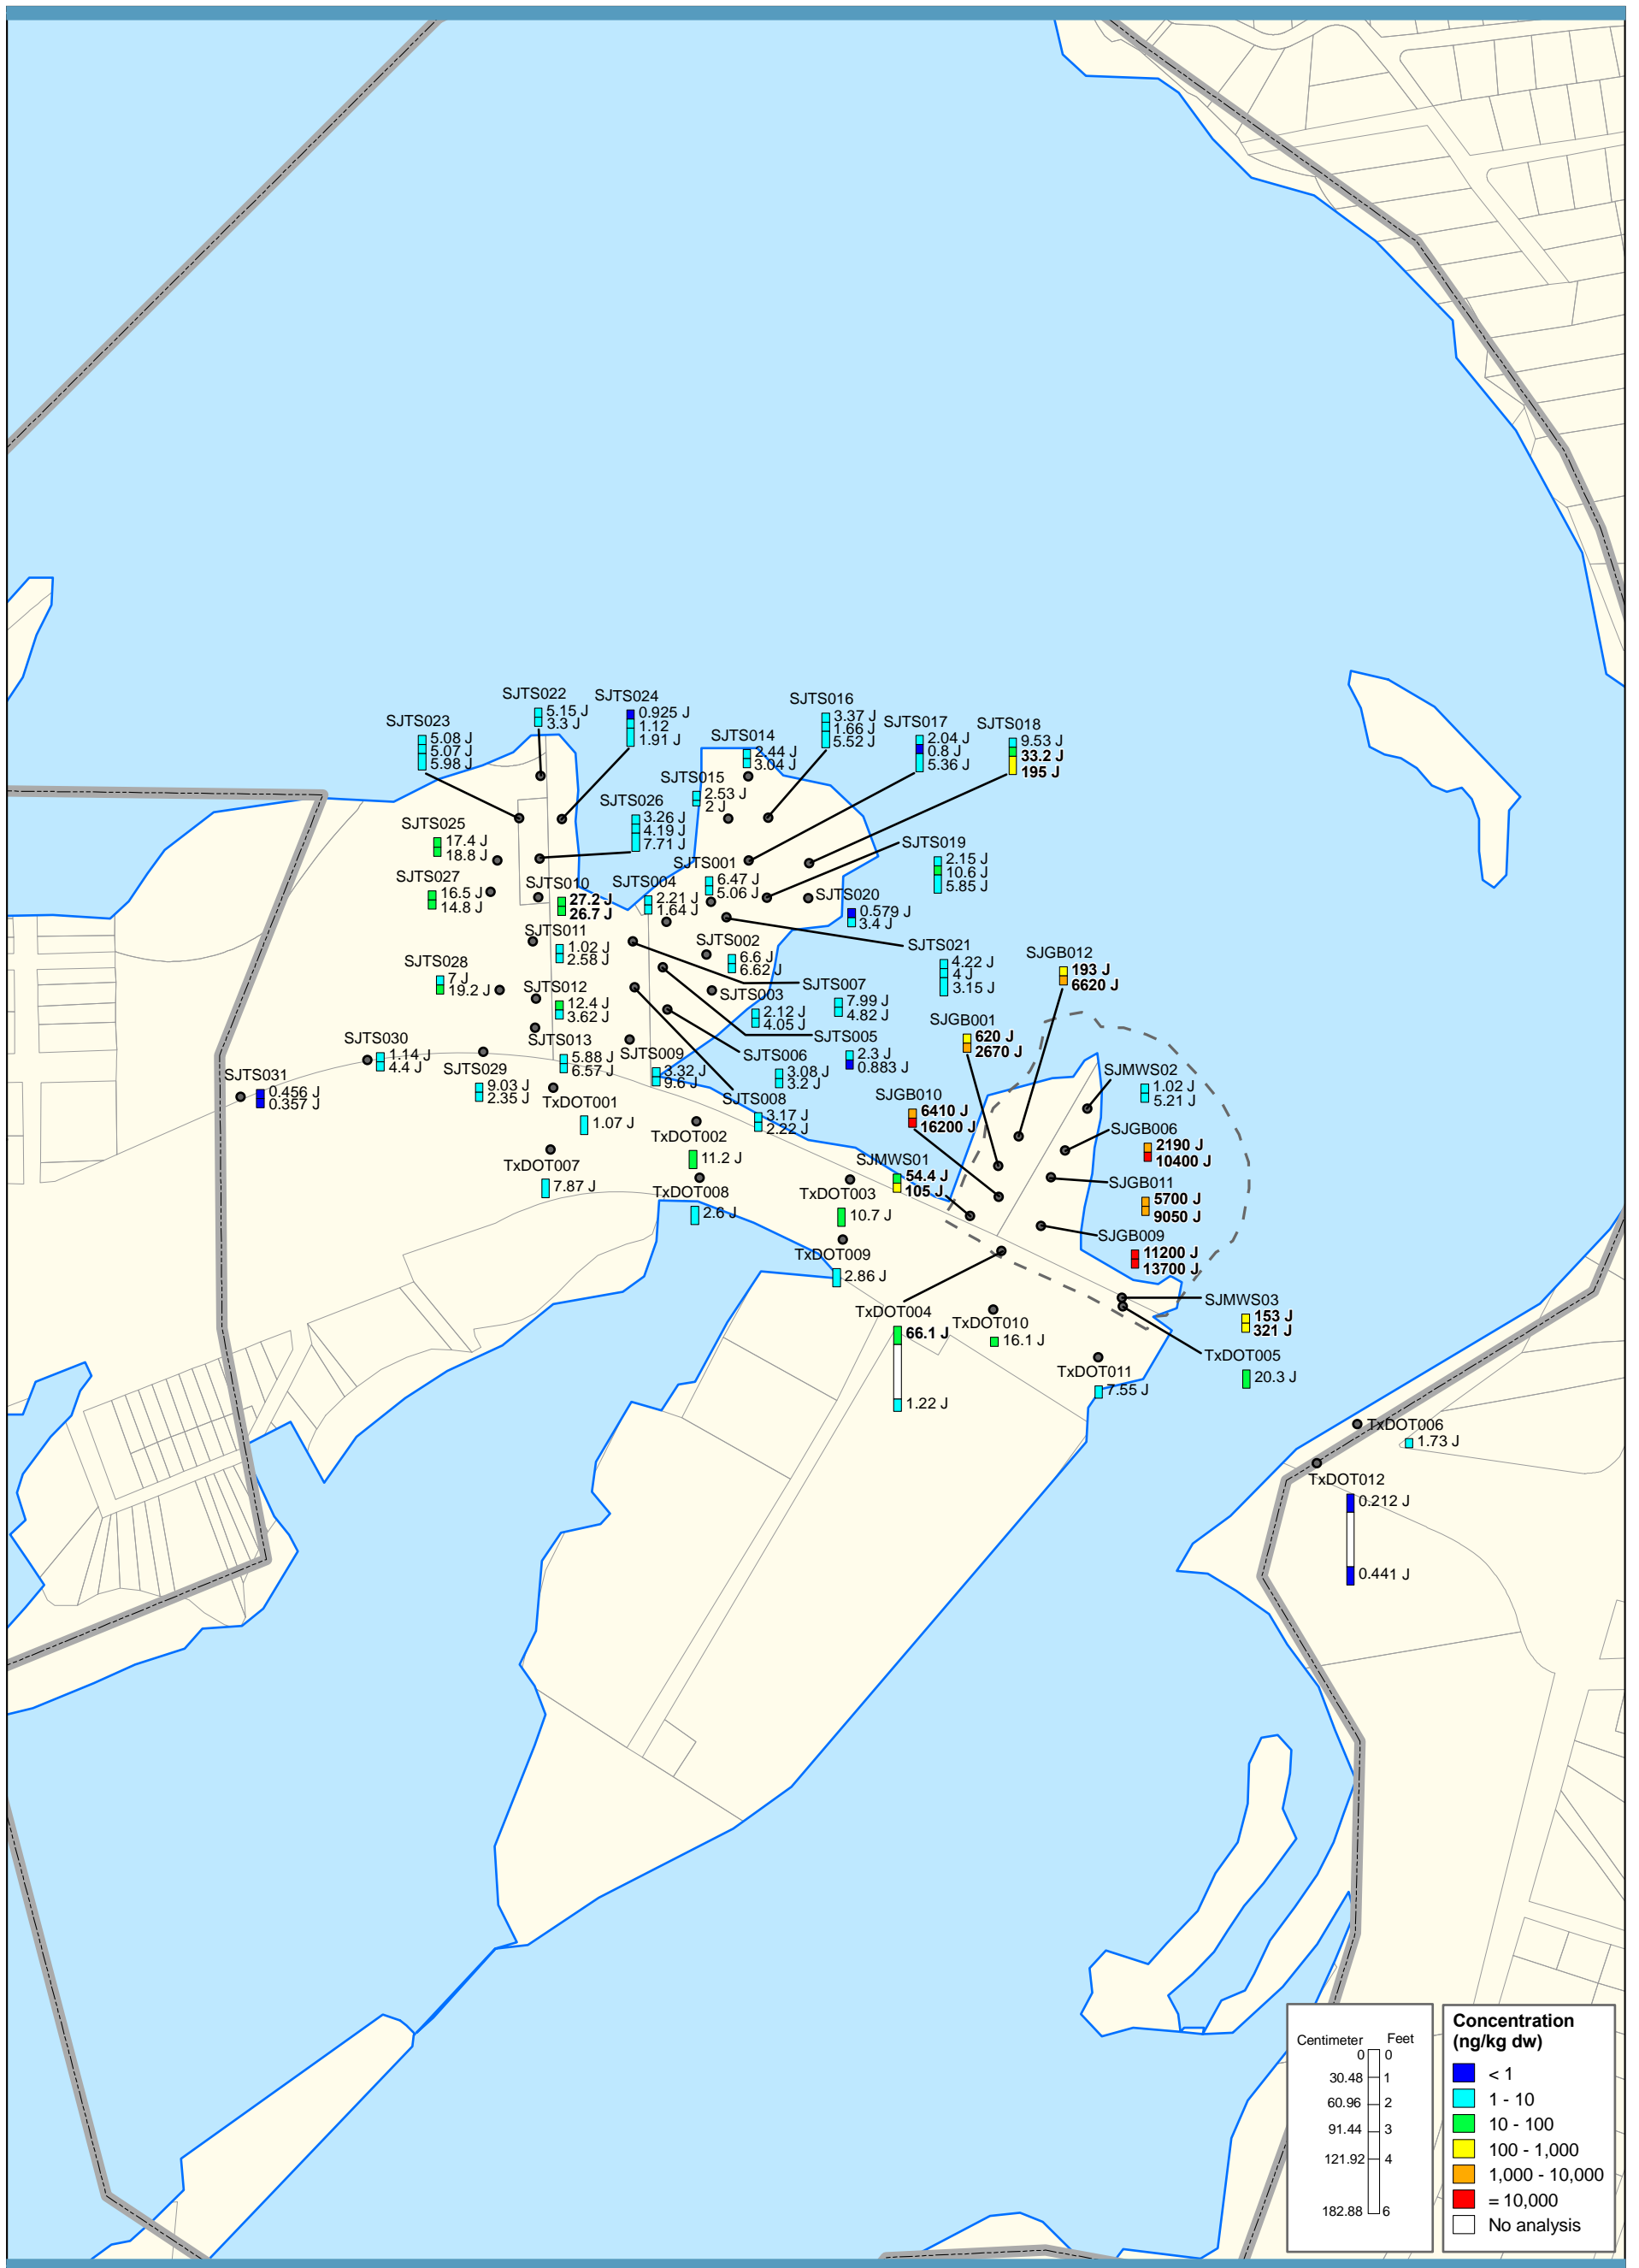 SJTS022
5.15 J
3.3 J
SJTS024
0.925 J
1.12
1.91 J
SJTS016
3.37 J
1.66 J
5.52 J
SJTS023
5.08 J
5.07 J
5.98 J
SJTS014
2.44 J
3.04 J
SJTS017
2.04 J
0.8 J
5.36 J
SJTS018
9.53 J
33.2 J
195 J
SJTS015
2.53 J
2 J
SJTS026
3.26 J
4.19 J
7.71 J
SJTS025
17.4 J
18.8 J
SJTS019
2.15 J
10.6 J
5.85 J
SJTS001
6.47 J
5.06 J
SJTS027
16.5 J
14.8 J
SJTS010
27.2 J
26.7 J
SJTS004
2.21 J
1.64 J
SJTS020
0.579 J
3.4 J
SJTS011
1.02 J
2.58 J
SJTS002
6.6 J
6.62 J
SJTS021
4.22 J
4 J
3.15 J
SJGB012
193 J
6620 J
SJTS028
7 J
19.2 J
SJTS012
12.4 J
3.62 J
SJTS007
7.99 J
4.82 J
SJTS003
2.12 J
4.05 J
SJGB001
620 J
2670 J
SJTS005
2.3 J
0.883 J
SJTS030
1.14 J
4.4 J
SJTS013
5.88 J
6.57 J
SJTS009
3.32 J
9.6 J
SJTS006
3.08 J
3.2 J
SJTS031
0.456 J
0.357 J
SJTS029
9.03 J
2.35 J
SJMWS02
1.02 J
5.21 J
TxDOT001
1.07 J
SJTS008
3.17 J
2.22 J
SJGB010
6410 J
16200 J
SJGB006
2190 J
10400 J
TxDOT002
11.2 J
TxDOT007
7.87 J
SJMWS01
54.4 J
105 J
SJGB011
5700 J
9050 J
TxDOT008
2.6 J
TxDOT003
10.7 J
SJGB009
11200 J
13700 J
TxDOT009
2.86 J
SJMWS03
153 J
321 J
TxDOT004
66.1 J
1.22 J
TxDOT010
16.1 J
TxDOT005
20.3 J
TxDOT011
7.55 J
TxDOT006
1.73 J
TxDOT012
0.212 J
0.441 J
Centimeter Feet
0 0
30.48 1
60.96 2
91.44 3
121.92 4
182.88 6
Concentration
(ng/kg dw)
< 1
1 - 10
10 - 100
100 - 1,000
1,000 - 10,000
= 10,000
No analysis